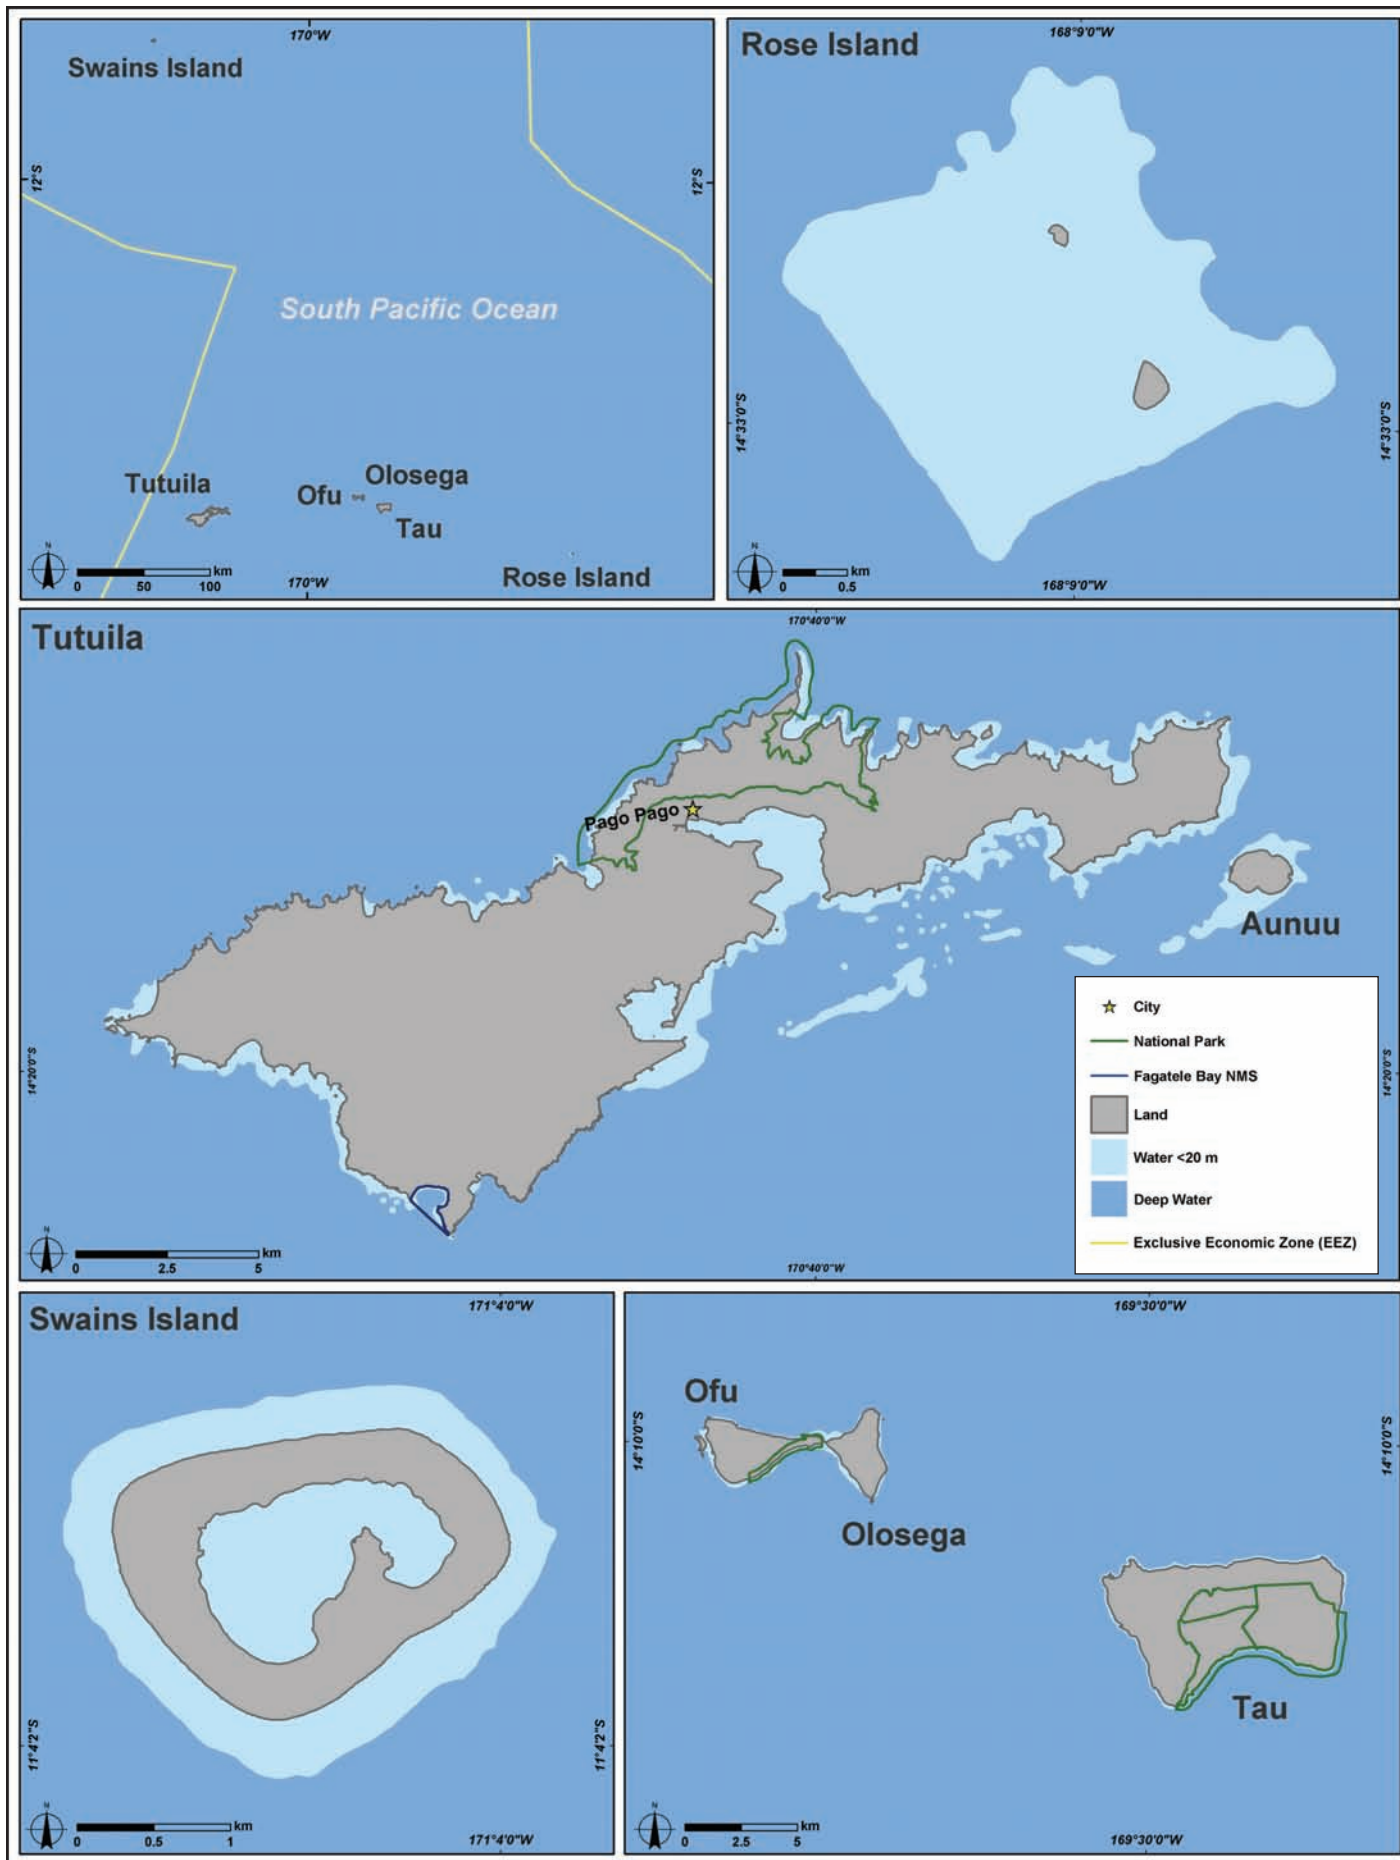 170°W
Swains Island
12°S
12°S
South Pacific Ocean
Tutuila
Ofu
Olosega
Tau
Rose Island
N
km
0 50 100
170°W
Rose Island
168°9'0"W
14°33'0"S
14°33'0"S
N
km
0 0.5
168°9'0"W
Tutuila
170°40'0"W
Pago Pago
Aunuu
14°20'0"S
14°20'0"S
City
National Park
Fagatele Bay NMS
Land
Water <20 m
Deep Water
Exclusive Economic Zone (EEZ)
N
km
0 2.5 5
170°40'0"W
Swains Island
171°4'0"W
11°4'2"S
11°4'2"S
N
km
0 0.5 1
171°4'0"W
169°30'0"W
Ofu
14°10'0"S
14°10'0"S
Olosega
Tau
N
km
0 2.5 5
169°30'0"W